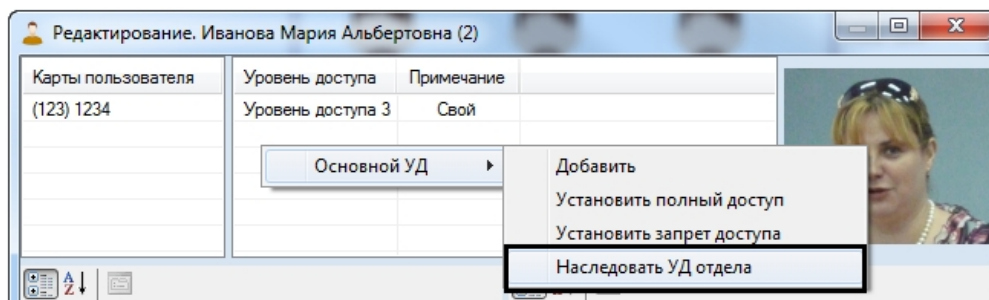 Редактирование. Иванова Мария Альбертовна (2)
Карты пользователя Уровень доступа Примечание
(123) 1234 Уровень доступа 3 Свой
Основной УД
Добавить
Установить полный доступ
Установить запрет доступа
Наследовать УД отдела